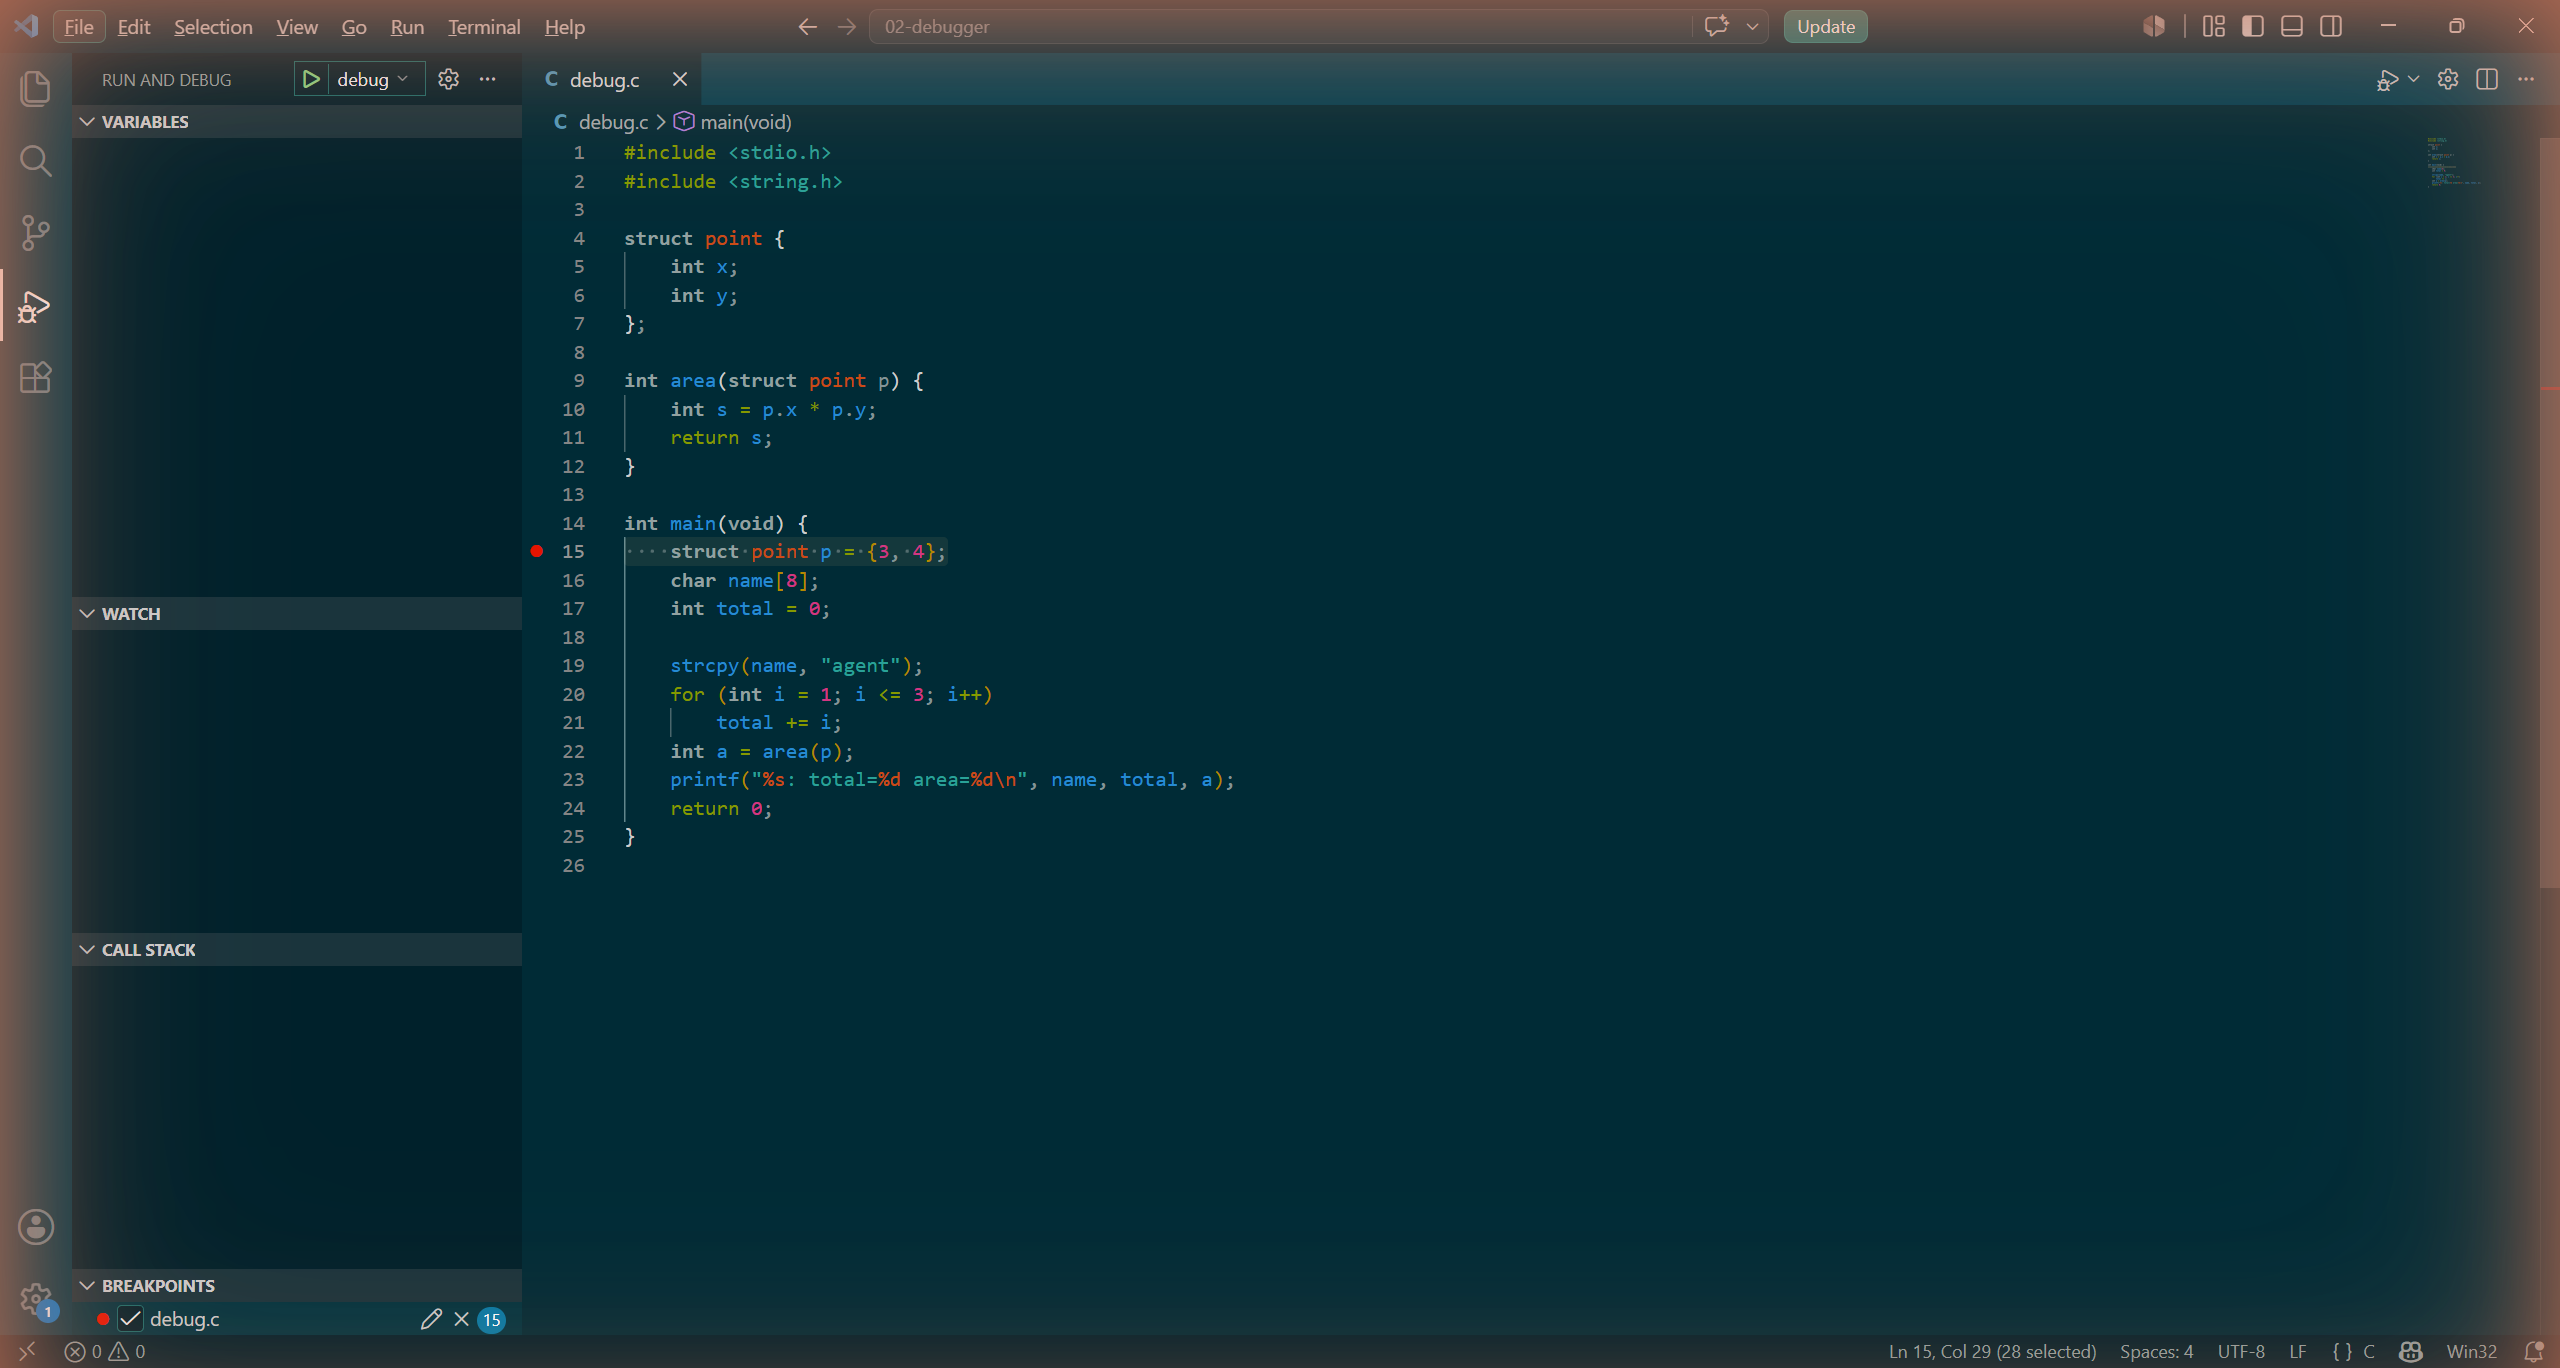 File Edit Selection View Go Run Terminal Help 02-debugger Update
RUN AND DEBUG debug
debug.c
VARIABLES
WATCH
CALL STACK
BREAKPOINTS
debug.c 15
1
debug.c > main(void)
1 #include <stdio.h>
2 #include <string.h>
3
4 struct point {
5     int x;
6     int y;
7 };
8
9 int area(struct point p) {
10     int s = p.x * p.y;
11     return s;
12 }
13
14 int main(void) {
15 ····struct·point·p·=·{3,·4};
16     char name[8];
17     int total = 0;
18
19     strcpy(name, "agent");
20     for (int i = 1; i <= 3; i++)
21         total += i;
22     int a = area(p);
23     printf("%s: total=%d area=%d\n", name, total, a);
24     return 0;
25 }
26
0 0 Ln 15, Col 29 (28 selected) Spaces: 4 UTF-8 LF { } C Win32